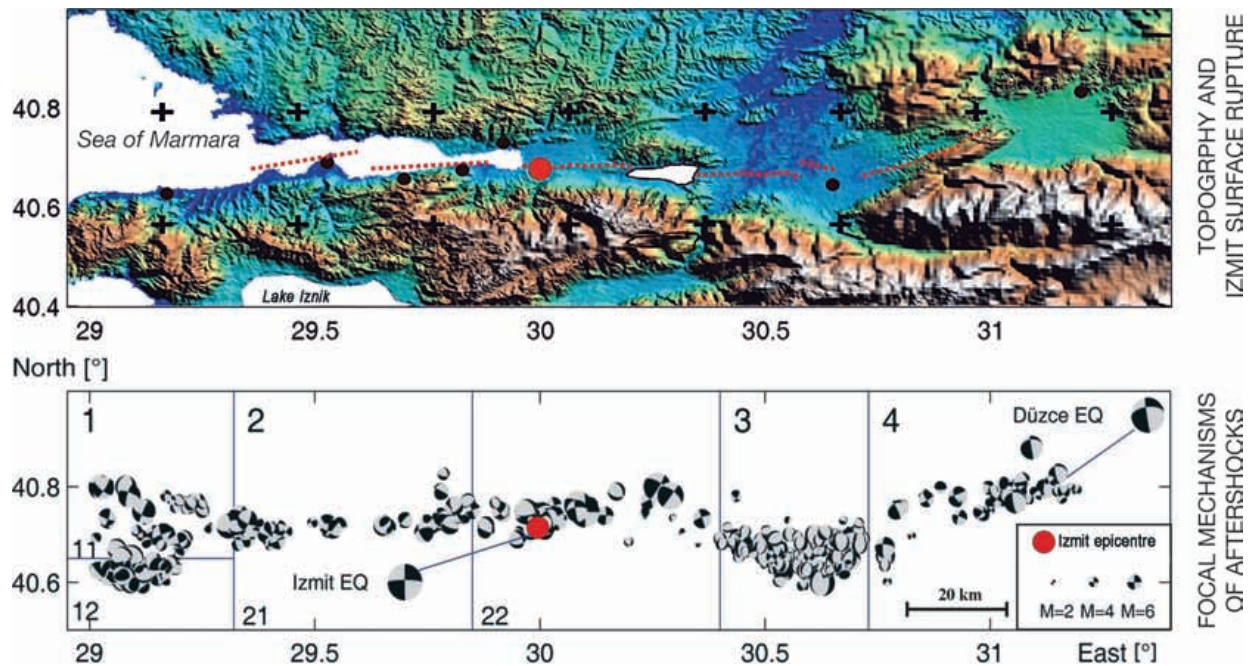 40.8
Sea of Marmara
40.6
Lake Iznik
40.4
29
29.5
30
30.5
31
TOPOGRPHY AND
IZMIT SURFACE RUPTURE
North [°]
1
2
3
4
Düzce EQ
40.8
11
Izmit EQ
Izmit epicentre
40.6
12
21
22
20 km
M=2 M=4 M=6
29
29.5
30
30.5
31
East [°]
FOCAL MECHANISMS
OF AFTERSHOCKS